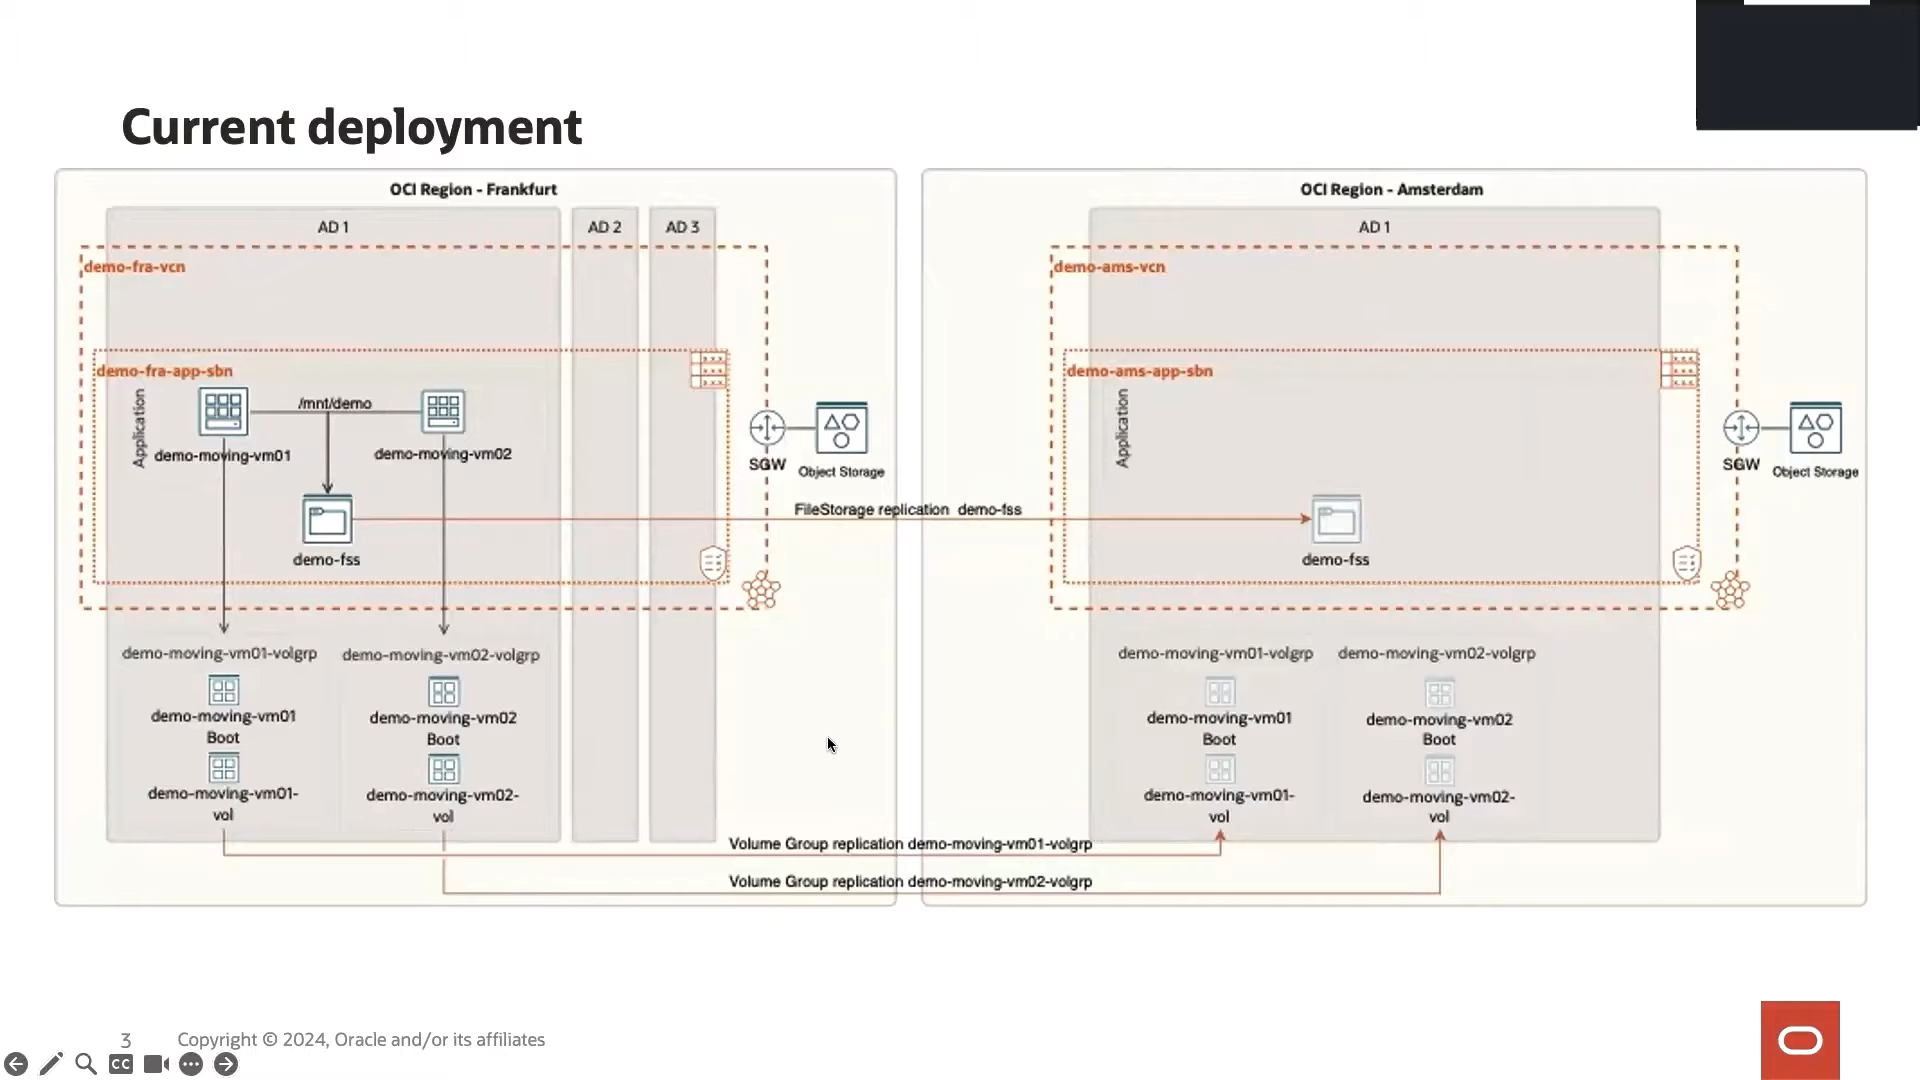 Current deployment
OCI Region - Frankfurt
AD 1
AD 2
AD 3
demo-fra-vcn
demo-fra-app-sbn
Application
/mnt/demo
demo-moving-vm01
demo-moving-vm02
demo-fss
SGW
Object Storage
demo-moving-vm01-volgrp
demo-moving-vm02-volgrp
demo-moving-vm01
Boot
demo-moving-vm02
Boot
demo-moving-vm01-
vol
demo-moving-vm02-
vol
FileStorage replication demo-fss
Volume Group replication demo-moving-vm01-volgrp
Volume Group replication demo-moving-vm02-volgrp
OCI Region - Amsterdam
AD 1
demo-ams-vcn
demo-ams-app-sbn
Application
demo-fss
SGW
Object Storage
demo-moving-vm01-volgrp
demo-moving-vm02-volgrp
demo-moving-vm01
Boot
demo-moving-vm02
Boot
demo-moving-vm01-
vol
demo-moving-vm02-
vol
3
Copyright © 2024, Oracle and/or its affiliates
CC